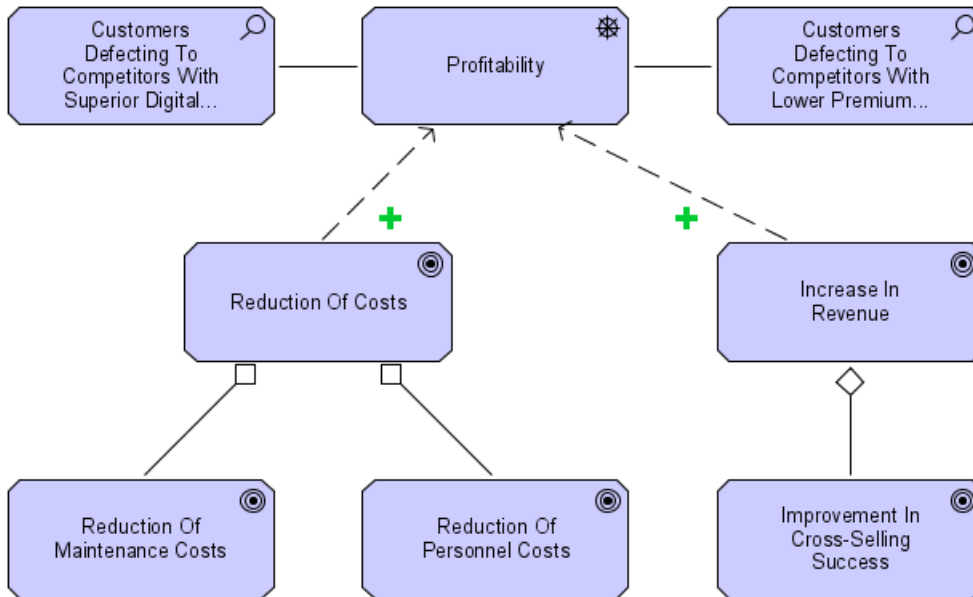 Customers
Defecting To
Competitors With
Superior Digital...
Profitability
Customers
Defecting To
Competitors With
Lower Premium...
Reduction Of Costs
Increase In
Revenue
Reduction Of
Maintenance Costs
Reduction Of
Personnel Costs
Improvement In
Cross-Selling
Success